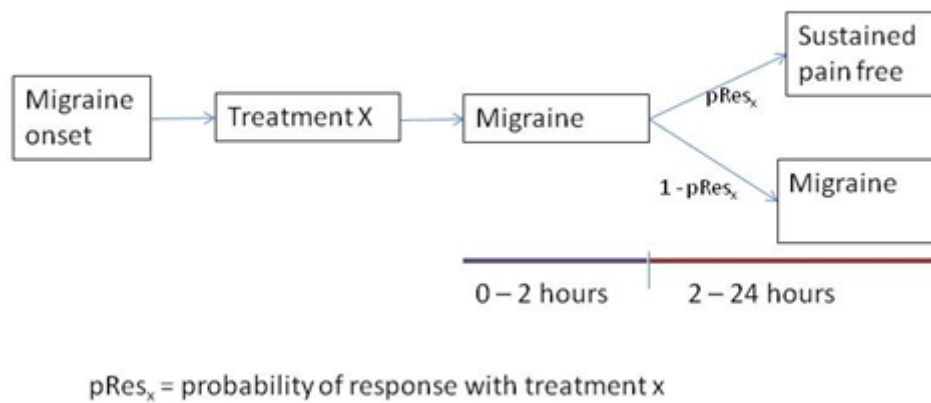 Migraine
onset
Treatment X
Migraine
pResₓ
Sustained
pain free
1 - pResₓ
Migraine
0 – 2 hours
2 – 24 hours
pResₓ = probability of response with treatment x